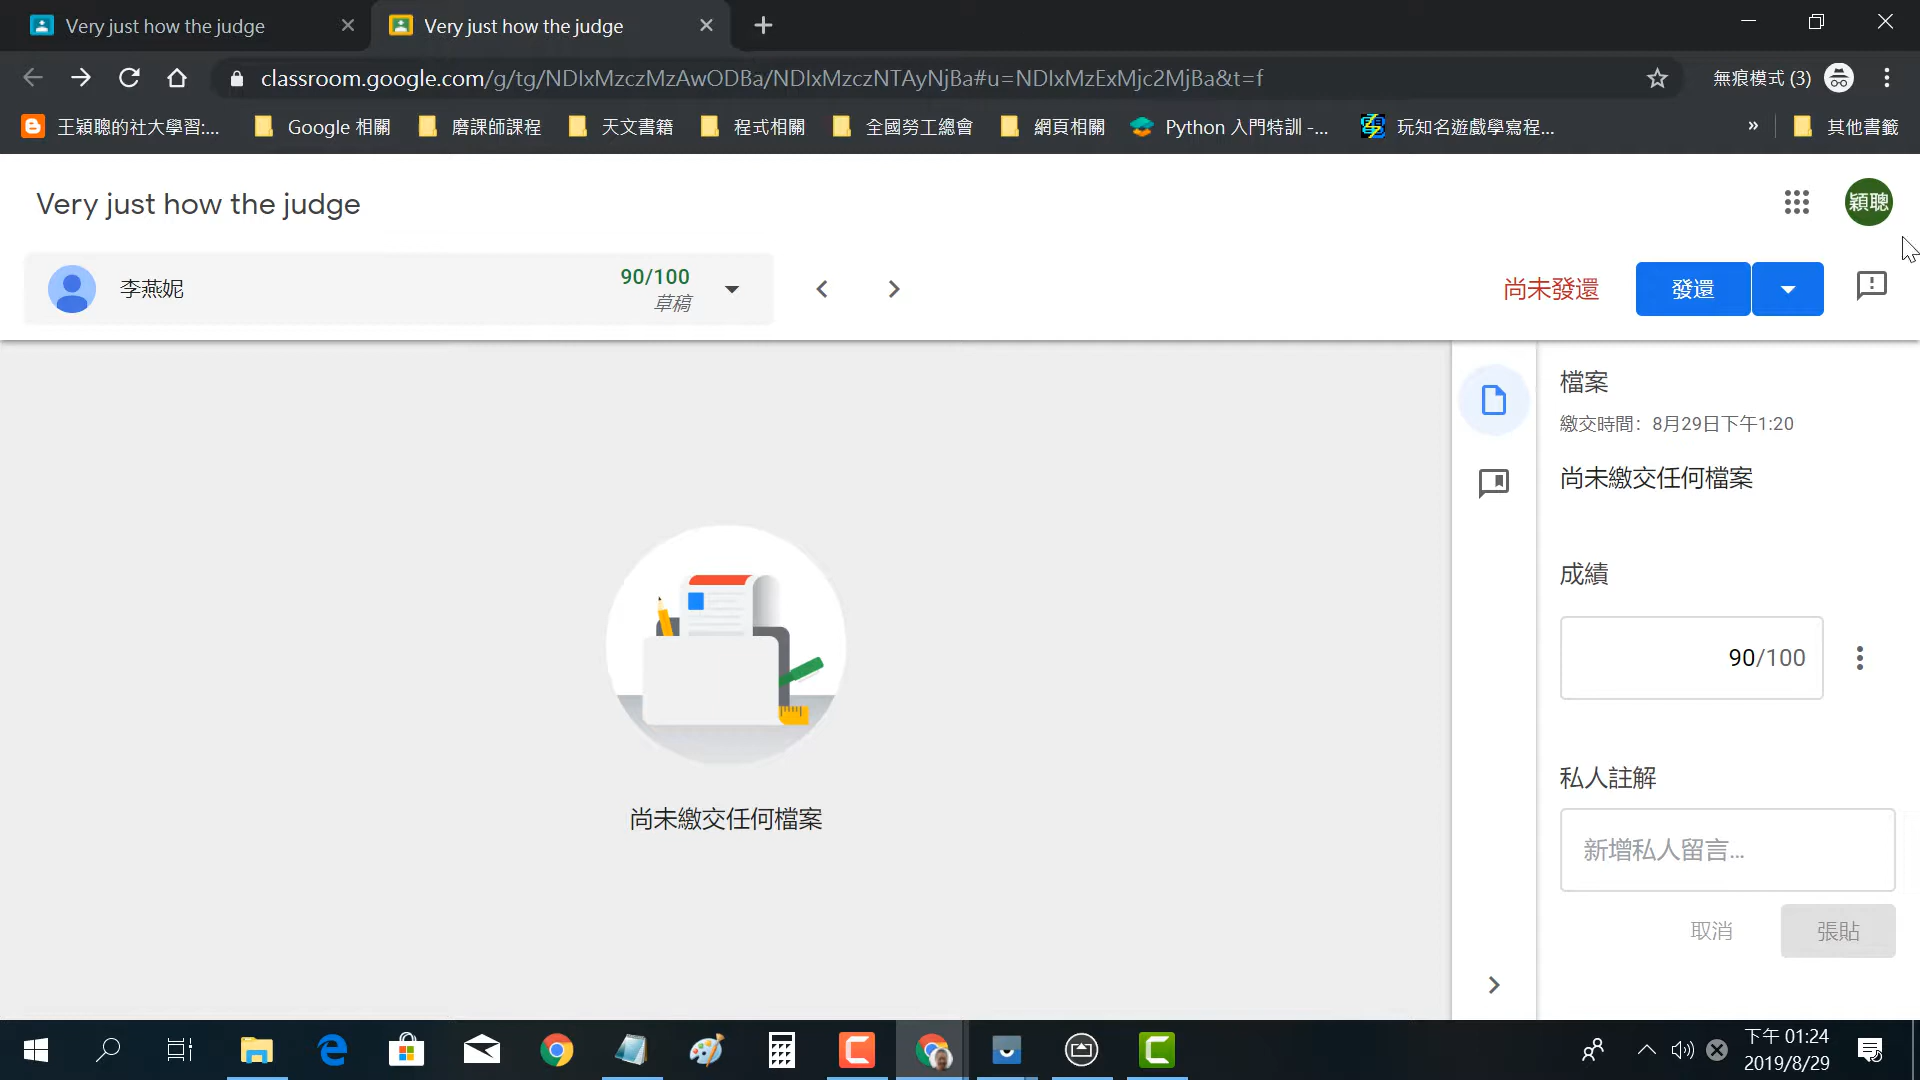 Very just how the judge
Very just how the judge
classroom.google.com/g/tg/NDIxMzczMzAwODBa/NDIxMzczNTAyNjBa#u=NDIxMzExMjc2MjBa&t=f
無痕模式 (3)
王穎聰的社大學習:...
Google 相關
磨課師課程
天文書籍
程式相關
全國勞工總會
網頁相關
Python 入門特訓 -...
玩知名遊戲學寫程...
»
其他書籤
Very just how the judge
穎聰
李燕妮
90/100
草稿
尚未發還
發還
檔案
繳交時間: 8月29日下午1:20
尚未繳交任何檔案
成績
90/100
尚未繳交任何檔案
私人註解
新增私人留言...
取消
張貼
下午 01:24
2019/8/29